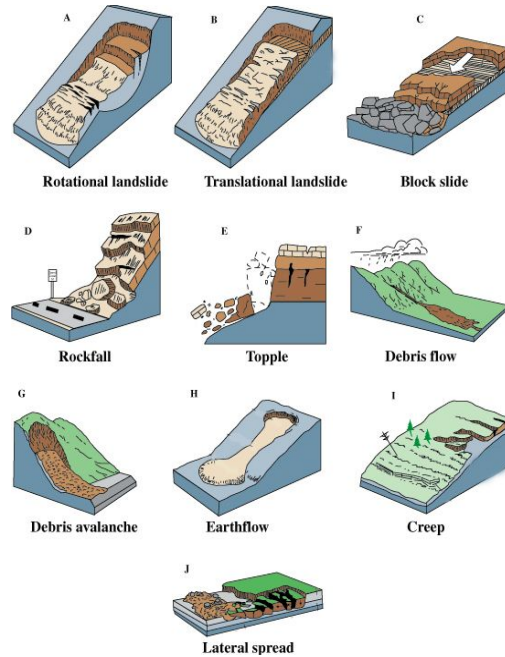 A
B
C
Rotational landslide
Translational landslide
Block slide
D
E
F
Rockfall
Topple
Debris flow
G
H
I
Debris avalanche
Earthflow
Creep
J
Lateral spread